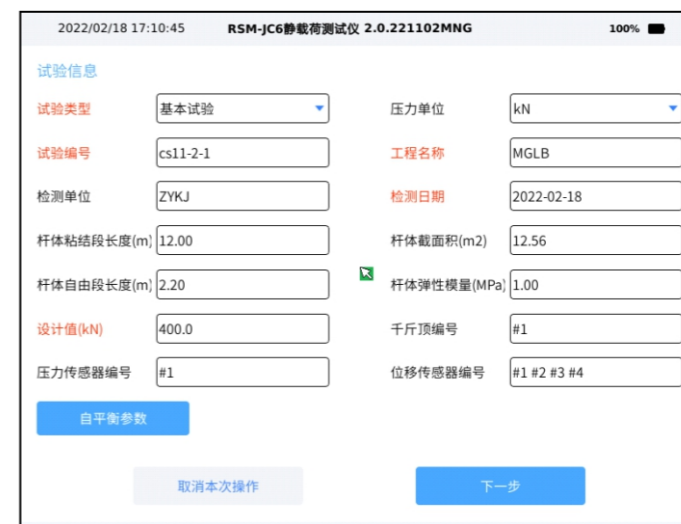 2022/02/18 17:10:45 RSM-JC6静载荷测试仪 2.0.221102MNG 100%
试验信息
试验类型 基本试验 压力单位 kN
试验编号 cs11-2-1 工程名称 MGLB
检测单位 ZYKJ 检测日期 2022-02-18
杆体粘结段长度(m) 12.00 杆体截面积(m2) 12.56
杆体自由段长度(m) 2.20 杆体弹性模量(MPa) 1.00
设计值(kN) 400.0 千斤顶编号 #1
压力传感器编号 #1 位移传感器编号 #1 #2 #3 #4
自平衡参数
取消本次操作 下一步